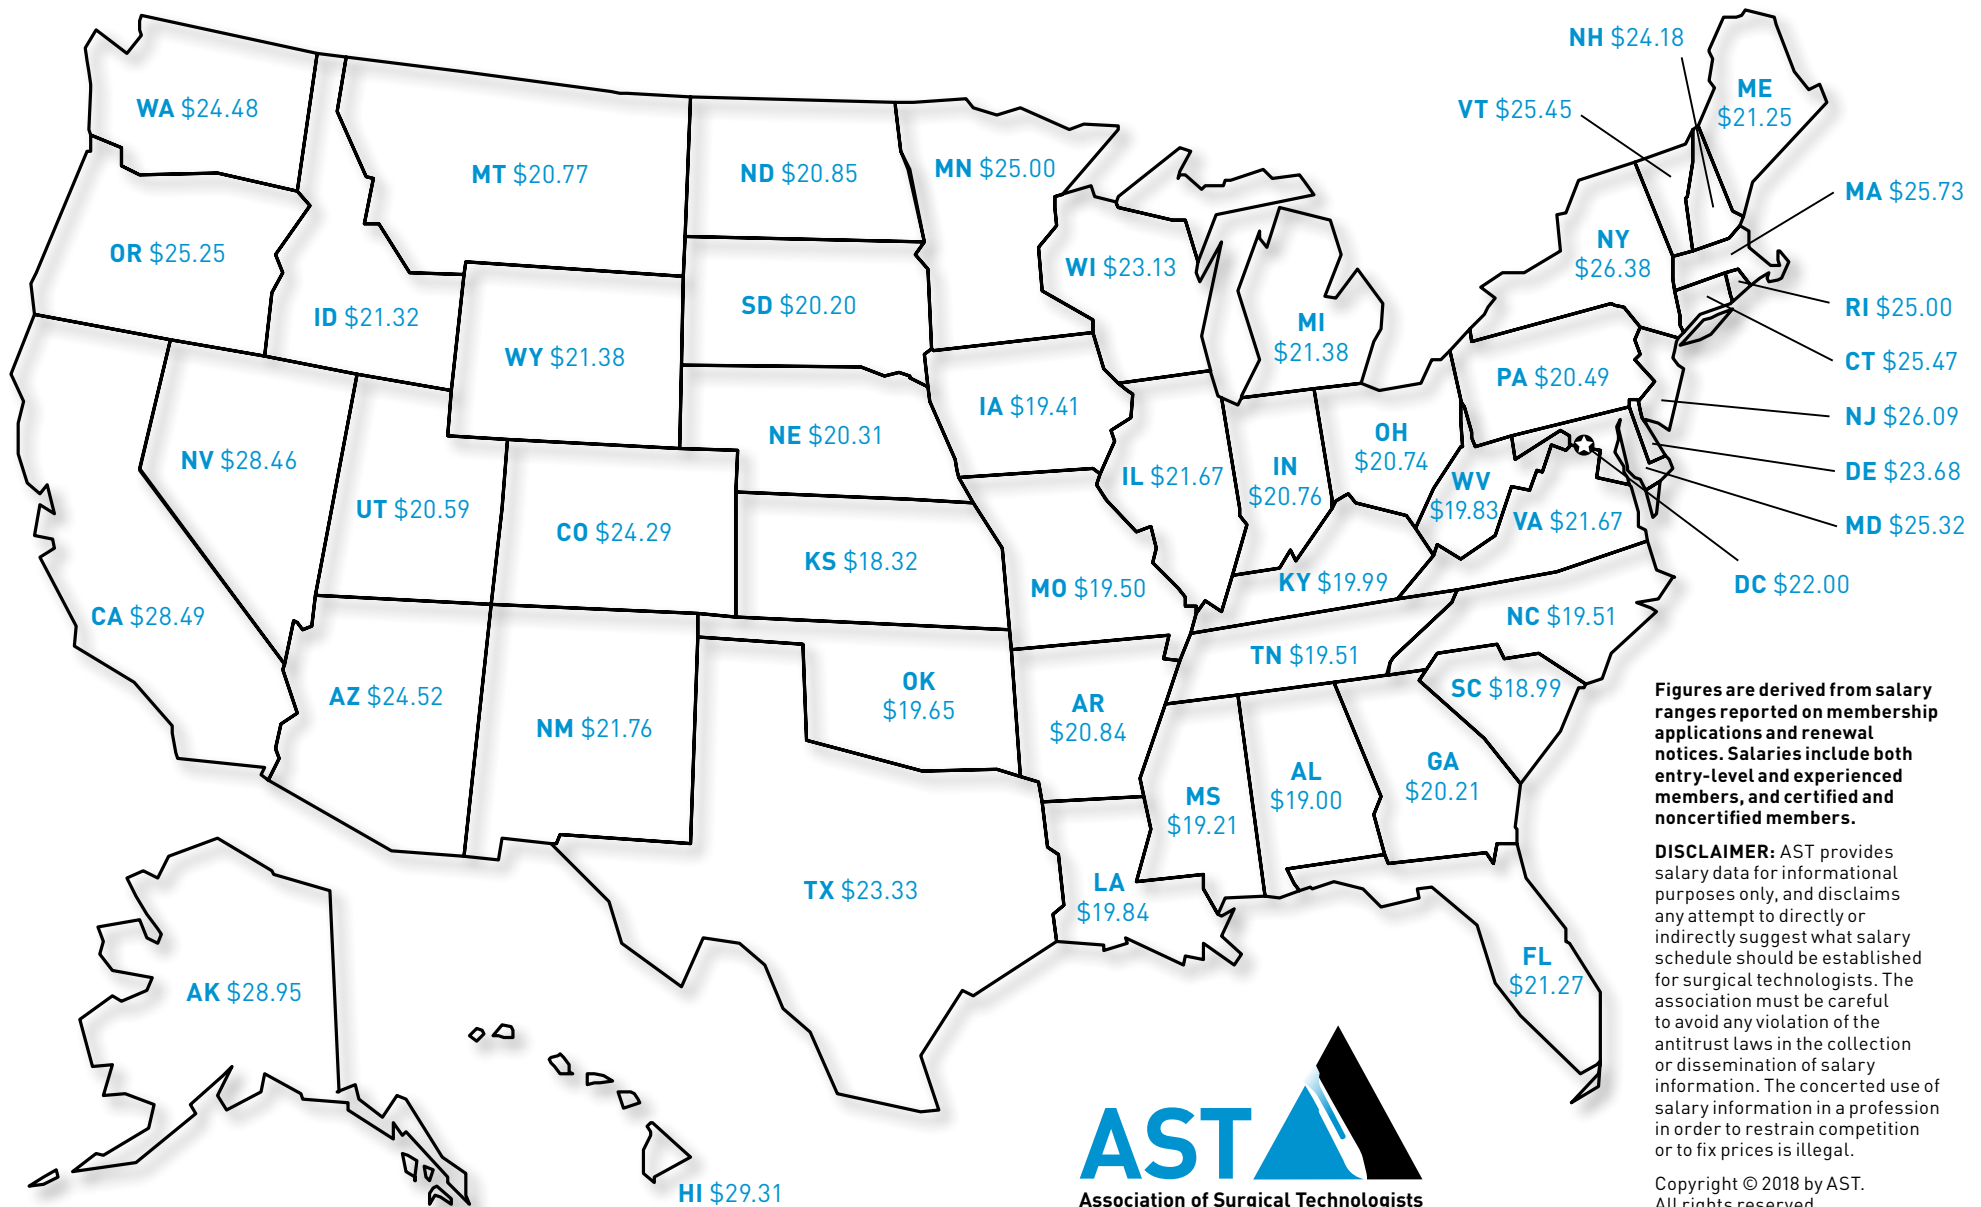 NH $24.18
ME
$21.25
VT $25.45
WA $24.48
MT $20.77
ND $20.85
MN $25.00
MA $25.73
OR $25.25
NY
$26.38
WI $23.13
SD $20.20
RI $25.00
ID $21.32
MI
$21.38
WY $21.38
CT $25.47
PA $20.49
IA $19.41
NJ $26.09
NE $20.31
OH
$20.74
NV $28.46
IN
$20.76
IL $21.67
DE $23.68
WV
$19.83
UT $20.59
VA $21.67
MD $25.32
CO $24.29
KS $18.32
KY $19.99
DC $22.00
MO $19.50
CA $28.49
NC $19.51
TN $19.51
SC $18.99
AZ $24.52
OK
$19.65
AR
$20.84
NM $21.76
GA
$20.21
AL
$19.00
MS
$19.21
TX $23.33
LA
$19.84
FL
$21.27
AK $28.95
HI $29.31
AST
Association of Surgical Technologists
Figures are derived from salary
ranges reported on membership
applications and renewal
notices. Salaries include both
entry-level and experienced
members, and certified and
noncertified members.
DISCLAIMER: AST provides
salary data for informational
purposes only, and disclaims
any attempt to directly or
indirectly suggest what salary
schedule should be established
for surgical technologists. The
association must be careful
to avoid any violation of the
antitrust laws in the collection
or dissemination of salary
information. The concerted use of
salary information in a profession
in order to restrain competition
or to fix prices is illegal.
Copyright © 2018 by AST.
All rights reserved